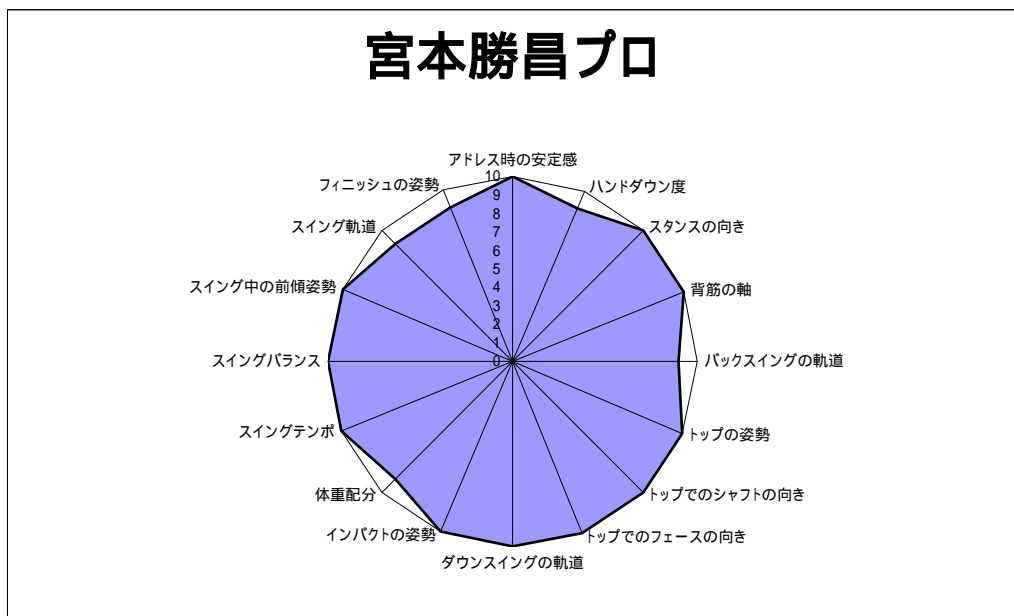 宮本勝昌プロ
アドレス時の安定感
ハンドダウン度
スタンスの向き
背筋の軸
バックスイングの軌道
トップの姿勢
トップでのシャフトの向き
トップでのフェースの向き
ダウンスイングの軌道
インパクトの姿勢
体重配分
スイングテンポ
スイングバランス
スイング中の前傾姿勢
スイング軌道
フィニッシュの姿勢
10
9
8
7
6
5
4
3
2
1
0